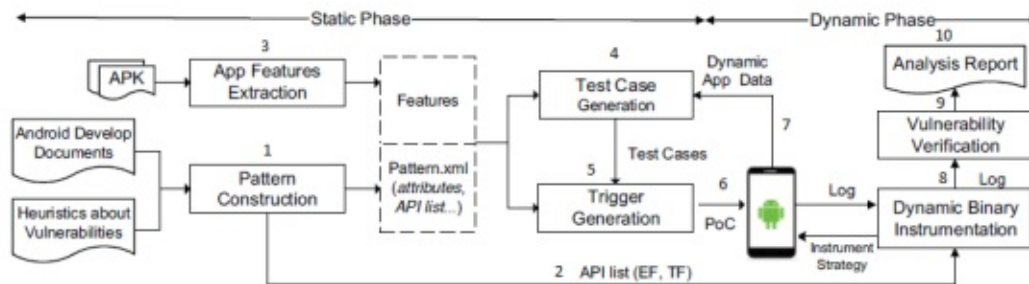 Static Phase
Dynamic Phase
3
APK
App Features
Extraction
Features
4
Test Case
Generation
Dynamic
App Data
10
Analysis Report
9
Vulnerability
Verification
7
Android Develop
Documents
1
Pattern
Construction
Pattern.xml
(attributes,
API list...)
Test Cases
5
Trigger
Generation
6
PoC
Log
8
Log
Dynamic Binary
Instrumentation
Heuristics about
Vulnerabilities
Instrument
Strategy
2 API list (EF, TF)